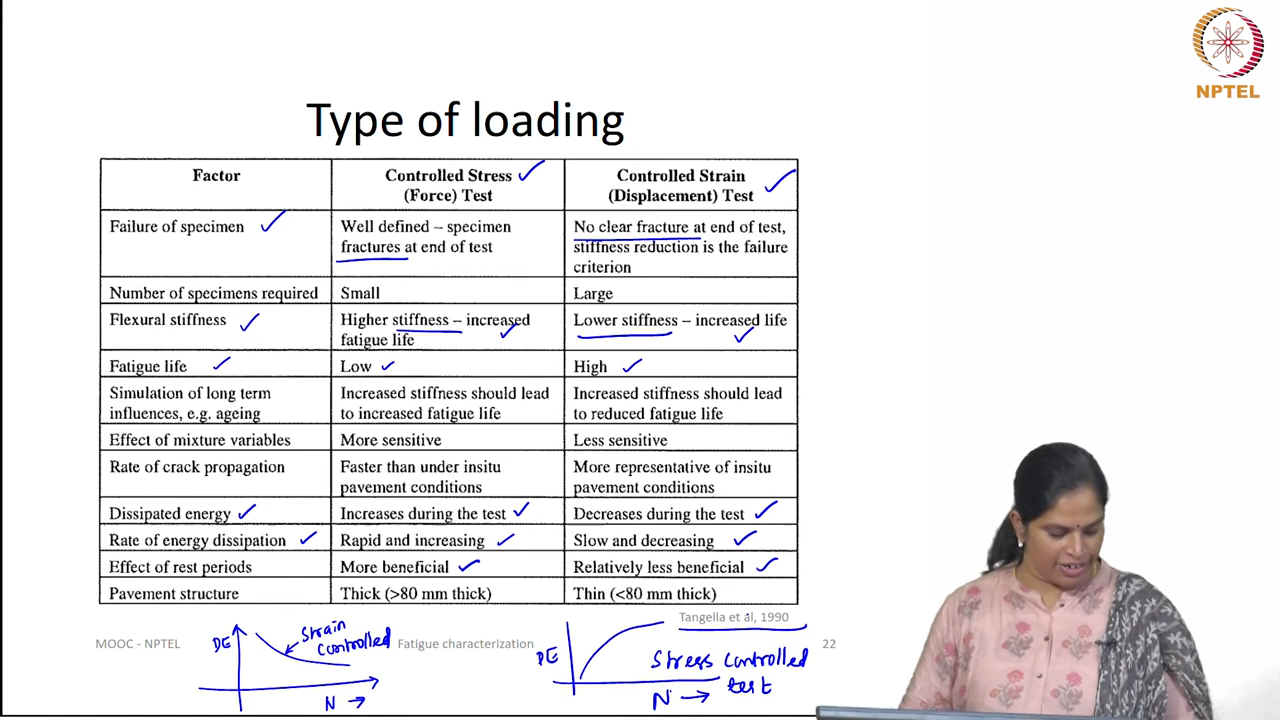 NPTEL
Type of loading
Factor
Controlled Stress
(Force) Test
Controlled Strain
(Displacement) Test
Failure of specimen
Well defined – specimen
fractures at end of test
No clear fracture at end of test,
stiffness reduction is the failure
criterion
Number of specimens required
Small
Large
Flexural stiffness
Higher stiffness – increased
fatigue life
Lower stiffness – increased life
Fatigue life
Low
High
Simulation of long term
influences, e.g. ageing
Increased stiffness should lead
to increased fatigue life
Increased stiffness should lead
to reduced fatigue life
Effect of mixture variables
More sensitive
Less sensitive
Rate of crack propagation
Faster than under insitu
pavement conditions
More representative of insitu
pavement conditions
Dissipated energy
Increases during the test
Decreases during the test
Rate of energy dissipation
Rapid and increasing
Slow and decreasing
Effect of rest periods
More beneficial
Relatively less beneficial
Pavement structure
Thick (>80 mm thick)
Thin (<80 mm thick)
Tangella et al, 1990
MOOC - NPTEL
Fatigue characterization
22
DE
Strain
controlled
N
DE
Stress controlled
test
N